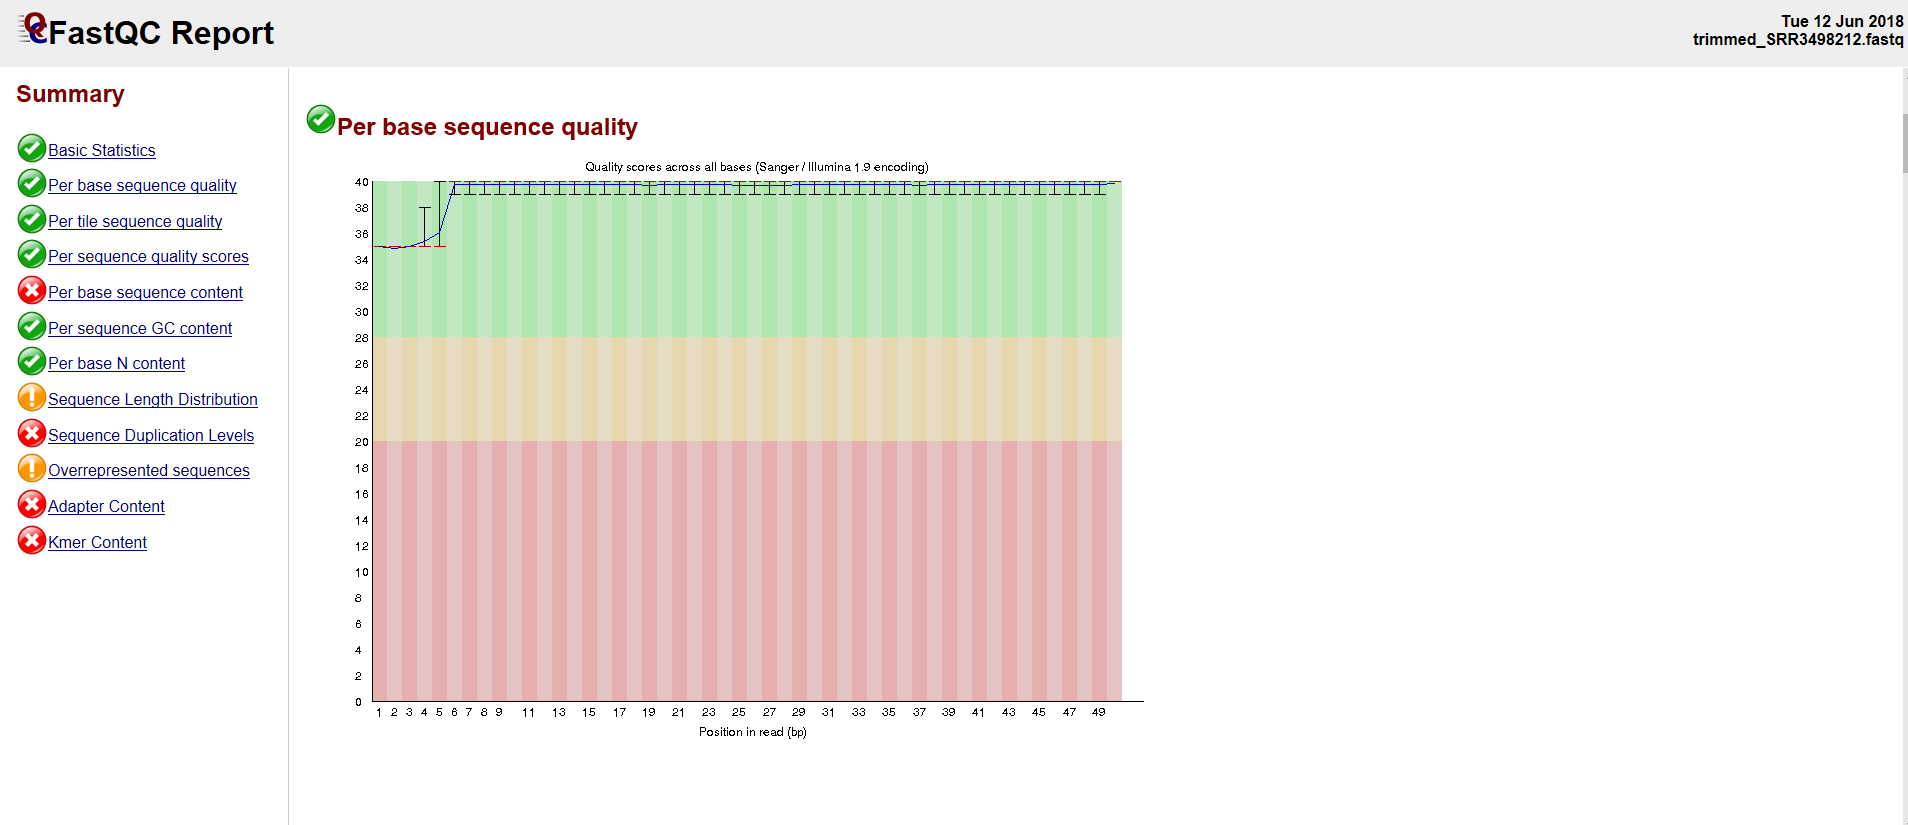 FastQC Report
Tue 12 Jun 2018
trimmed_SRR3498212.fastq
Summary
Basic Statistics
Per base sequence quality
Per tile sequence quality
Per sequence quality scores
Per base sequence content
Per sequence GC content
Per base N content
Sequence Length Distribution
Sequence Duplication Levels
Overrepresented sequences
Adapter Content
Kmer Content
Per base sequence quality
Quality scores across all bases (Sanger / Illumina 1.9 encoding)
40
38
36
34
32
30
28
26
24
22
20
18
16
14
12
10
8
6
4
2
0
1 2 3 4 5 6 7 8 9 11 13 15 17 19 21 23 25 27 29 31 33 35 37 39 41 43 45 47 49
Position in read (bp)